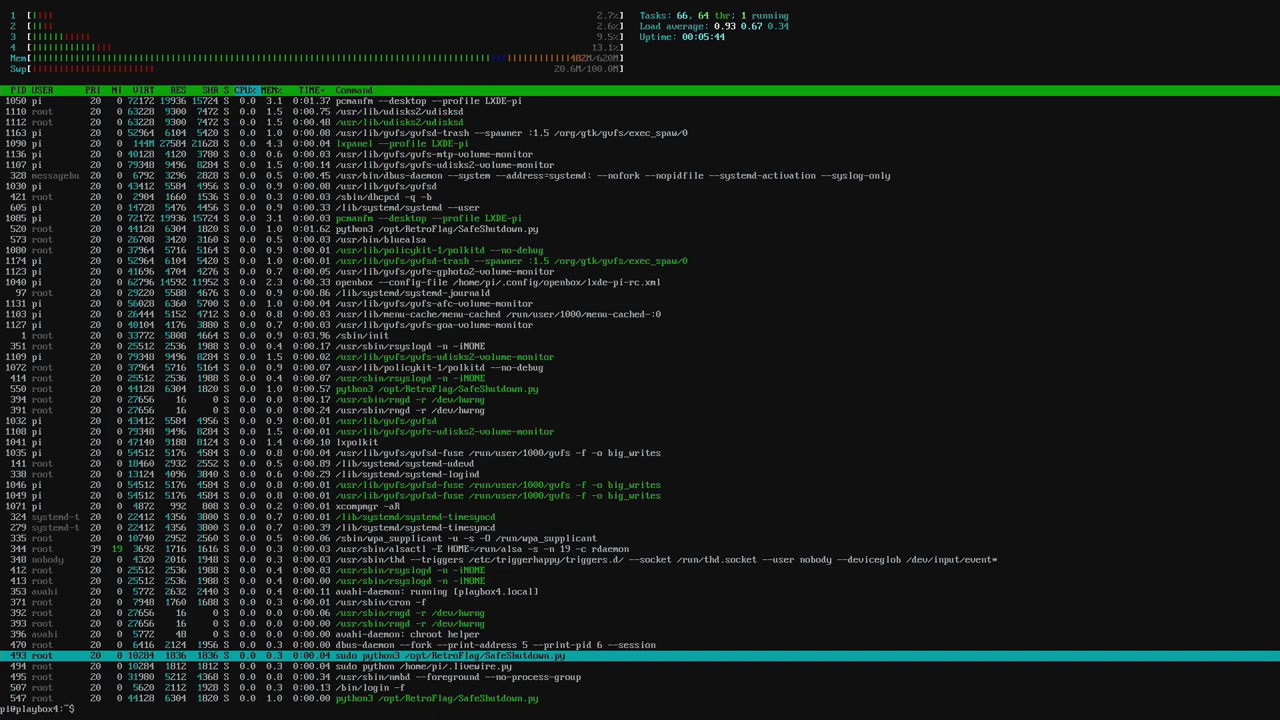 1 [|||| 2.7%] Tasks: 66, 64 thr; 1 running
2 [|||| 2.6%] Load average: 0.93 0.67 0.34
3 [||||||||||| 9.5%] Uptime: 00:05:44
4 [||||||||||||||| 13.1%]
Mem[|||||||||||||||||||||||||||||||||||||||||||||||||||||||||||||||||||||||||||||||||||||||||||||||482M/620M]
Swp[|||||||||||||||||||||||| 20.6M/100.0M]
PID USER PRI NI VIRT RES SHR S CPU% MEM% TIME+ Command
1050 pi 20 0 72172 19936 15724 S 0.0 3.1 0:01.37 pcmanfm --desktop --profile LXDE-pi
1110 root 20 0 63228 9300 7472 S 0.0 1.5 0:00.75 /usr/lib/udisks2/udisksd
1112 root 20 0 63228 9300 7472 S 0.0 1.5 0:00.48 /usr/lib/udisks2/udisksd
1163 pi 20 0 52964 6104 5420 S 0.0 1.0 0:00.08 /usr/lib/gvfs/gvfsd-trash --spawner :1.5 /org/gtk/gvfs/exec_spaw/0
1090 pi 20 0 144M 27584 21628 S 0.0 4.3 0:00.04 lxpanel --profile LXDE-pi
1136 pi 20 0 40128 4120 3780 S 0.0 0.6 0:00.03 /usr/lib/gvfs/gvfs-mtp-volume-monitor
1107 pi 20 0 79348 9496 8284 S 0.0 1.5 0:00.14 /usr/lib/gvfs/gvfs-udisks2-volume-monitor
328 messagebu 20 0 6792 3296 2828 S 0.0 0.5 0:00.45 /usr/bin/dbus-daemon --system --address=systemd: --nofork --nopidfile --systemd-activation --syslog-only
1030 pi 20 0 43412 5584 4956 S 0.0 0.9 0:00.08 /usr/lib/gvfs/gvfsd
421 root 20 0 2904 1660 1536 S 0.0 0.3 0:00.03 /sbin/dhcpcd -q -b
605 pi 20 0 14728 5476 4456 S 0.0 0.9 0:00.37 /lib/systemd/systemd --user
1085 pi 20 0 72172 19936 15724 S 0.0 3.1 0:00.03 pcmanfm --desktop --profile LXDE-pi
520 root 20 0 44128 6304 1820 S 0.0 1.0 0:01.62 python3 /opt/RetroFlag/SafeShutdown.py
573 root 20 0 26708 3420 3160 S 0.0 0.5 0:00.03 /usr/bin/bluealsa
1080 root 20 0 37964 5716 5164 S 0.0 0.9 0:00.01 /usr/lib/policykit-1/polkitd --no-debug
1174 pi 20 0 52964 6104 5420 S 0.0 1.0 0:00.01 /usr/lib/gvfs/gvfsd-trash --spawner :1.5 /org/gtk/gvfs/exec_spaw/0
1123 pi 20 0 41696 4704 4276 S 0.0 0.7 0:00.05 /usr/lib/gvfs/gvfs-gphoto2-volume-monitor
1040 pi 20 0 62796 14592 11952 S 0.0 2.3 0:00.33 openbox --config-file /home/pi/.config/openbox/lxde-pi-rc.xml
97 root 20 0 29220 5588 4676 S 0.0 0.9 0:00.86 /lib/systemd/systemd-journald
1131 pi 20 0 56028 6360 5700 S 0.0 1.0 0:00.04 /usr/lib/gvfs/gvfs-afc-volume-monitor
1103 pi 20 0 26444 5152 4712 S 0.0 0.8 0:00.03 /usr/lib/menu-cache/menu-cached /run/user/1000/menu-cached-:0
1127 pi 20 0 40104 4176 3880 S 0.0 0.7 0:00.03 /usr/lib/gvfs/gvfs-goa-volume-monitor
1 root 20 0 33772 5808 4664 S 0.0 0.9 0:03.96 /sbin/init
351 root 20 0 25512 2536 1988 S 0.0 0.4 0:00.17 /usr/sbin/rsyslogd -n -iNONE
1109 pi 20 0 79348 9496 8284 S 0.0 1.5 0:00.02 /usr/lib/gvfs/gvfs-udisks2-volume-monitor
1072 root 20 0 37964 5716 5164 S 0.0 0.9 0:00.07 /usr/lib/policykit-1/polkitd --no-debug
414 root 20 0 25512 2536 1988 S 0.0 0.4 0:00.07 /usr/sbin/rsyslogd -n -iNONE
550 root 20 0 44128 6304 1820 S 0.0 1.0 0:00.57 python3 /opt/RetroFlag/SafeShutdown.py
394 root 20 0 27656 16 0 S 0.0 0.0 0:00.17 /usr/sbin/rngd -r /dev/hwrng
391 root 20 0 27656 16 0 S 0.0 0.0 0:00.24 /usr/sbin/rngd -r /dev/hwrng
1032 pi 20 0 43412 5584 4956 S 0.0 0.9 0:00.01 /usr/lib/gvfs/gvfsd
1108 pi 20 0 79348 9496 8284 S 0.0 1.5 0:00.01 /usr/lib/gvfs/gvfs-udisks2-volume-monitor
1041 pi 20 0 47140 9188 8124 S 0.0 1.4 0:00.10 lxpolkit
1035 pi 20 0 54512 5416 4584 S 0.0 0.8 0:00.04 /usr/lib/gvfs/gvfsd-fuse /run/user/1000/gvfs -f -o big_writes
141 root 20 0 18460 2932 2552 S 0.0 0.5 0:00.89 /lib/systemd/systemd-udevd
338 root 20 0 13124 4096 3840 S 0.0 0.6 0:00.29 /lib/systemd/systemd-logind
1046 pi 20 0 54512 5416 4584 S 0.0 0.8 0:00.01 /usr/lib/gvfs/gvfsd-fuse /run/user/1000/gvfs -f -o big_writes
1049 pi 20 0 54512 5416 4584 S 0.0 0.8 0:00.01 /usr/lib/gvfs/gvfsd-fuse /run/user/1000/gvfs -f -o big_writes
1071 pi 20 0 4872 992 808 S 0.0 0.2 0:00.01 xcompmgr -aR
324 systemd-t 20 0 22412 4356 3800 S 0.0 0.7 0:00.01 /lib/systemd/systemd-timesyncd
279 systemd-t 20 0 22412 4356 3800 S 0.0 0.7 0:00.39 /lib/systemd/systemd-timesyncd
335 root 20 0 10740 2952 2560 S 0.0 0.5 0:00.06 /sbin/wpa_supplicant -u -s -O /run/wpa_supplicant
344 root 39 19 3692 1716 1616 S 0.0 0.3 0:00.03 /usr/sbin/alsactl -E HOME=/run/alsa -s -n 19 -c rdaemon
348 nobody 20 0 4320 2016 1948 S 0.0 0.3 0:00.03 /usr/sbin/thd --triggers /etc/triggerhappy/triggers.d/ --socket /run/thd.socket --user nobody --deviceglob /dev/input/event*
412 root 20 0 25512 2536 1988 S 0.0 0.4 0:00.03 /usr/sbin/rsyslogd -n -iNONE
413 root 20 0 25512 2536 1988 S 0.0 0.4 0:00.00 /usr/sbin/rsyslogd -n -iNONE
353 avahi 20 0 5772 2632 2440 S 0.0 0.4 0:00.11 avahi-daemon: running [playbox4.local]
371 root 20 0 7948 1760 1688 S 0.0 0.3 0:00.01 /usr/sbin/cron -f
392 root 20 0 27656 16 0 S 0.0 0.0 0:00.06 /usr/sbin/rngd -r /dev/hwrng
393 root 20 0 27656 16 0 S 0.0 0.0 0:00.00 /usr/sbin/rngd -r /dev/hwrng
396 avahi 20 0 5772 48 0 S 0.0 0.0 0:00.00 avahi-daemon: chroot helper
470 root 20 0 6416 2124 1956 S 0.0 0.3 0:00.00 dbus-daemon --fork --print-address 5 --print-pid 6 --session
493 root 20 0 10284 1836 1836 S 0.0 0.3 0:00.04 sudo python3 /opt/RetroFlag/SafeShutdown.py
494 root 20 0 10284 1812 1812 S 0.0 0.3 0:00.04 sudo python /home/pi/.livewire.py
495 root 20 0 31980 5212 4368 S 0.0 0.8 0:00.34 /usr/sbin/nmbd --foreground --no-process-group
507 root 20 0 5620 2112 1928 S 0.0 0.3 0:00.13 /bin/login -f
547 root 20 0 44128 6304 1820 S 0.0 1.0 0:00.00 python3 /opt/RetroFlag/SafeShutdown.py
pi@playbox4:~$